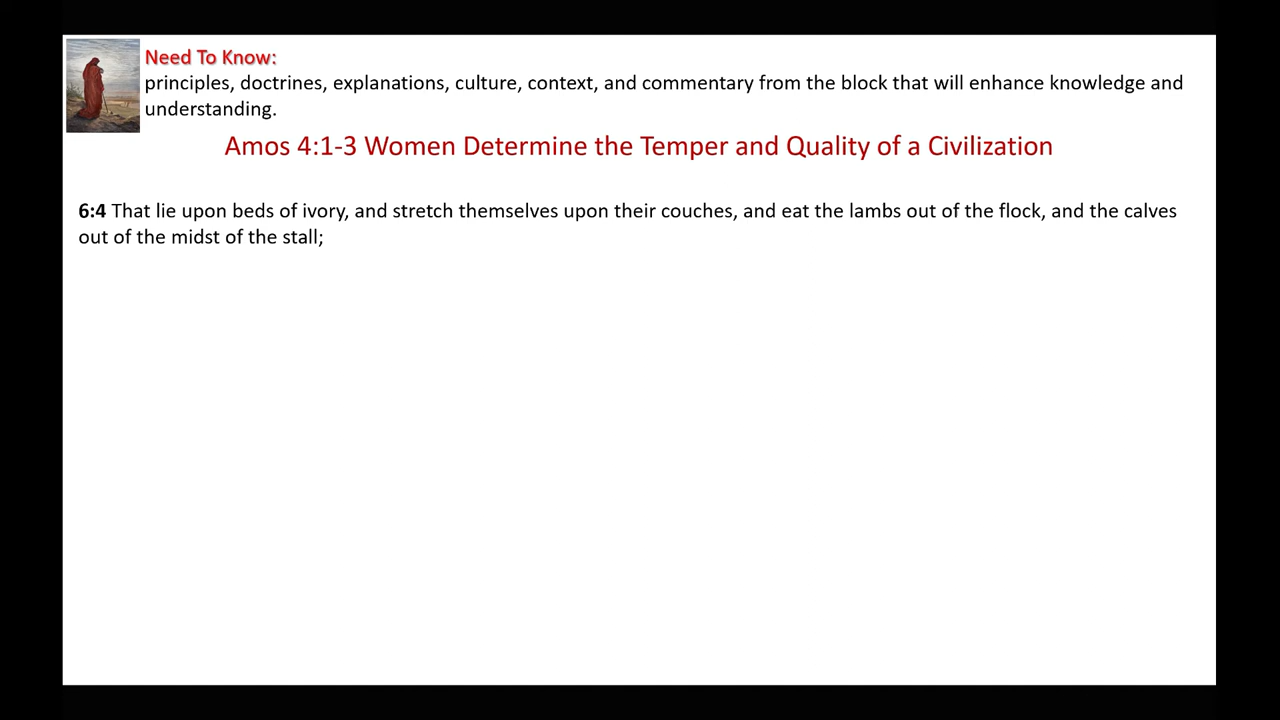 Need To Know:
principles, doctrines, explanations, culture, context, and commentary from the block that will enhance knowledge and
understanding.
Amos 4:1-3 Women Determine the Temper and Quality of a Civilization
6:4 That lie upon beds of ivory, and stretch themselves upon their couches, and eat the lambs out of the flock, and the calves
out of the midst of the stall;